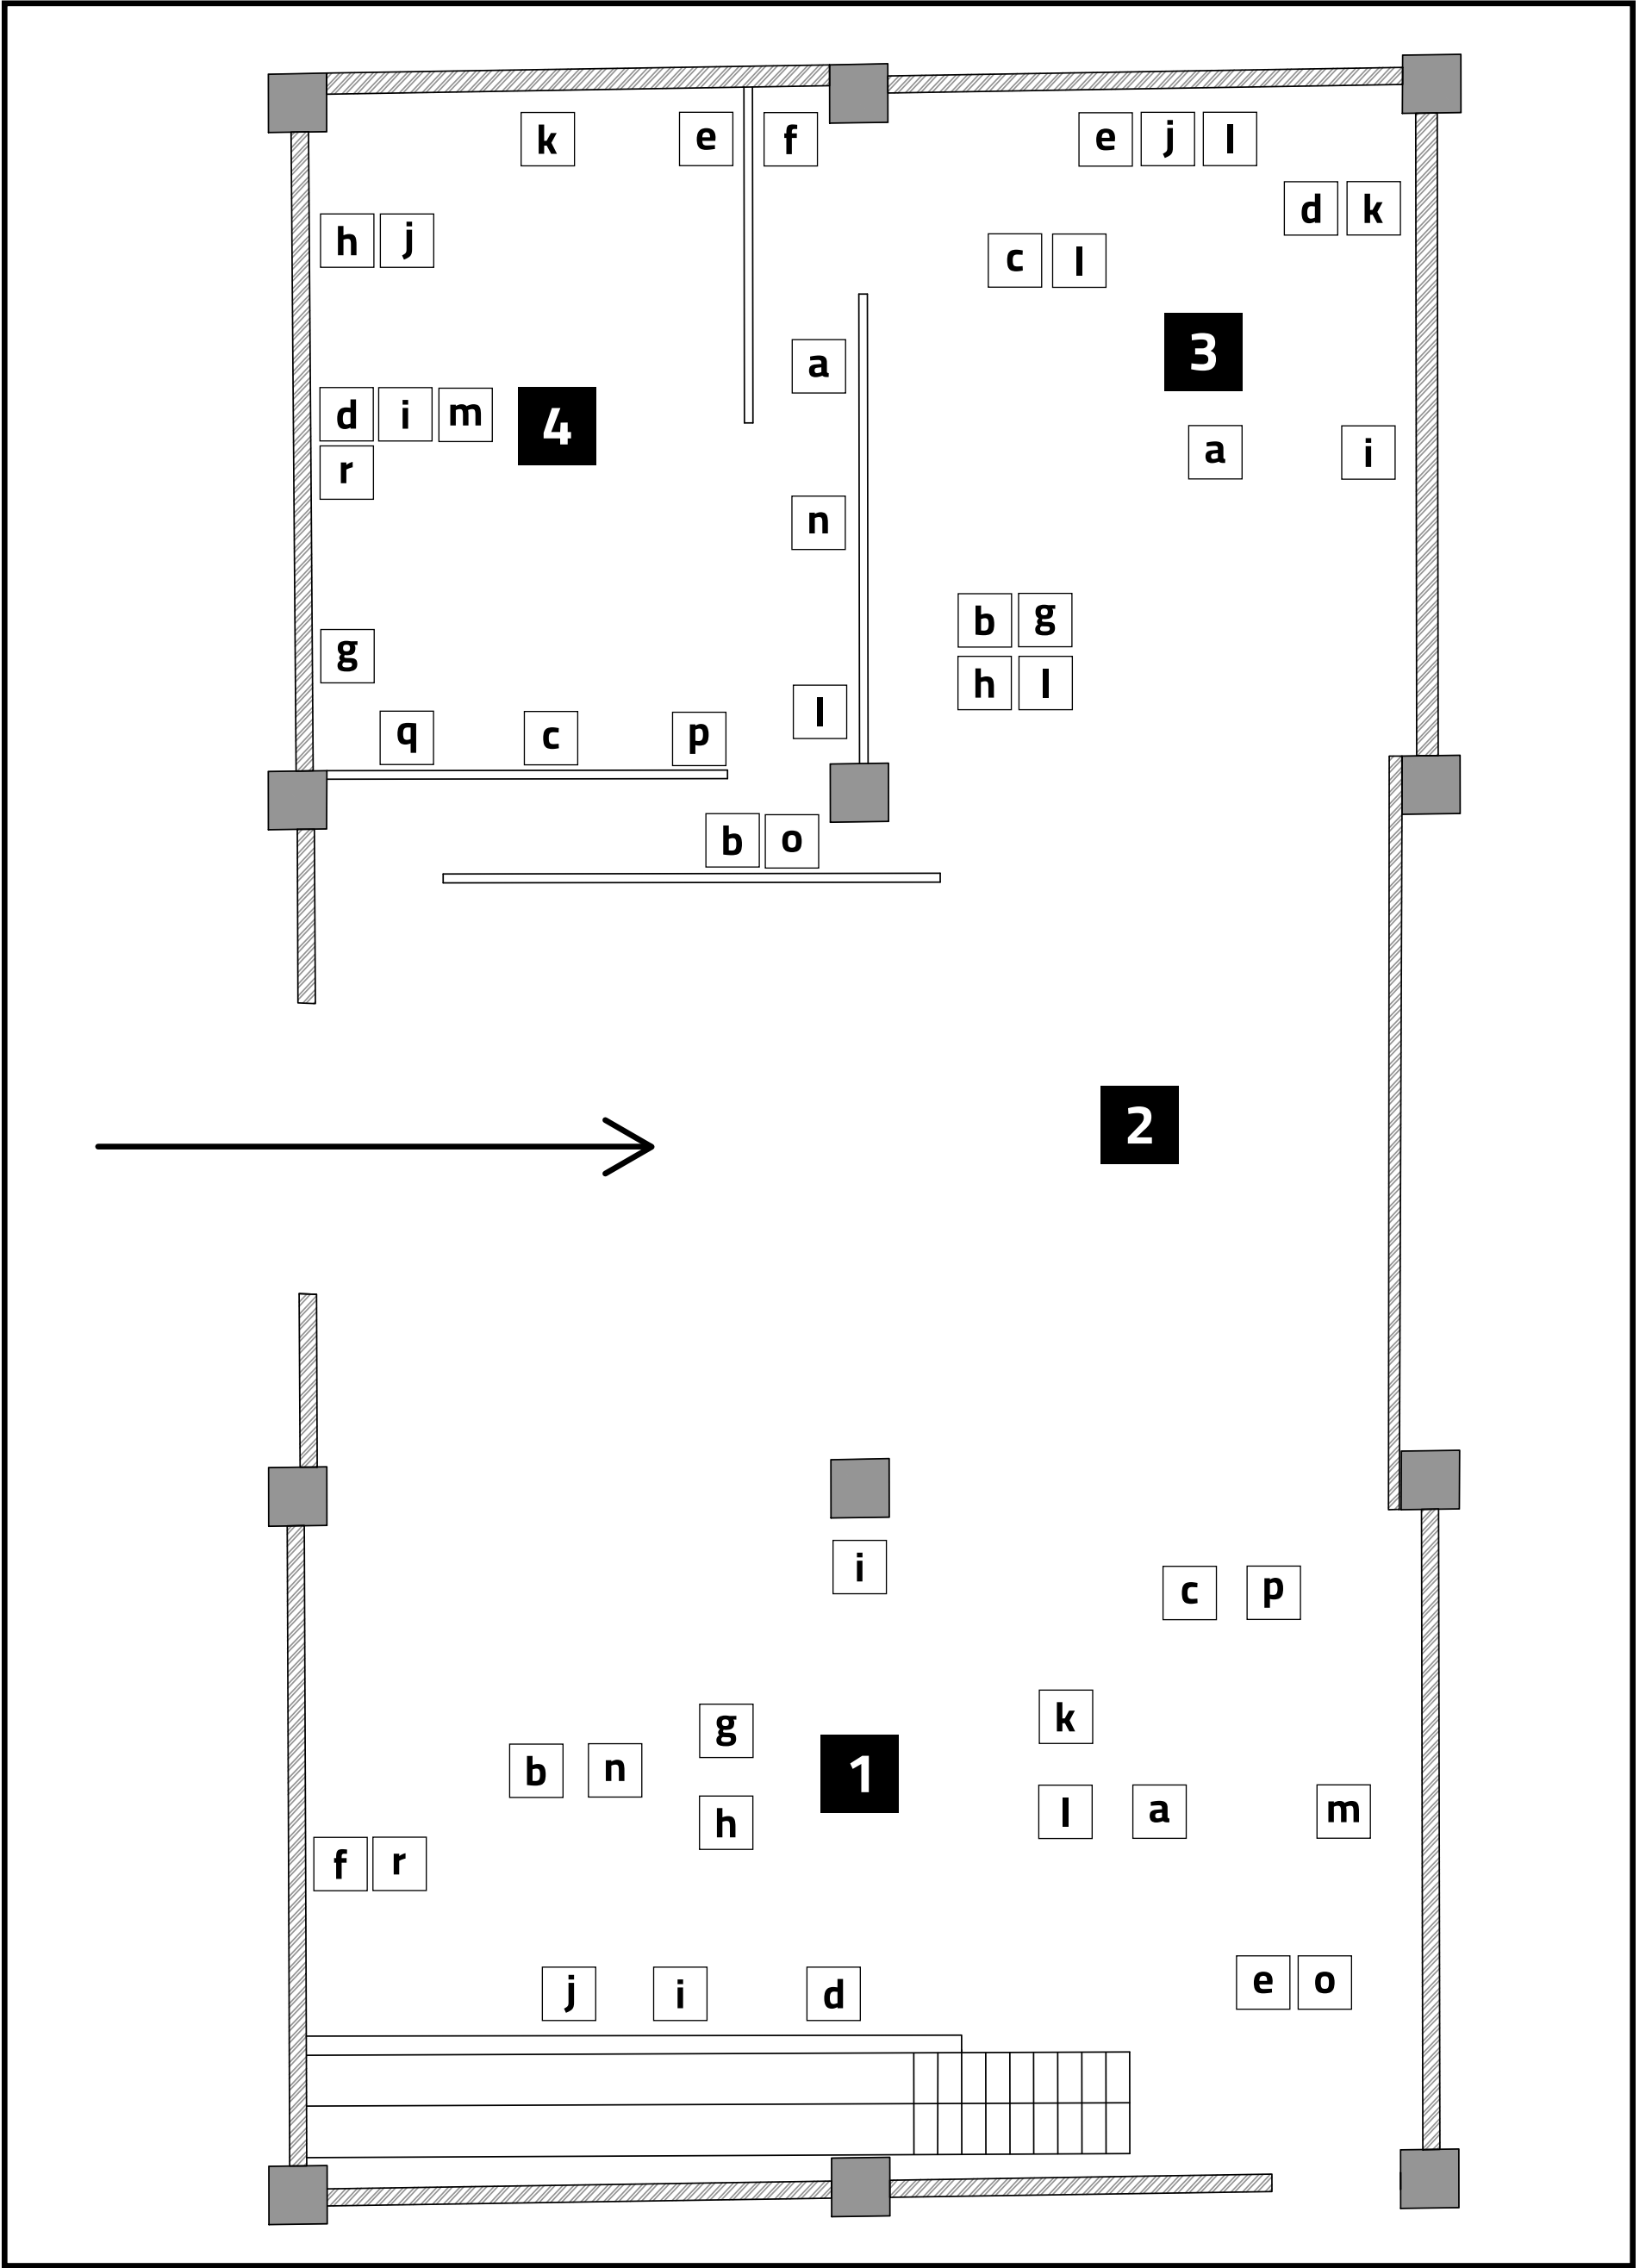 k e f e j l
d k
h j
c l
3
a
d i m 4
r
a i
n
b g
g
h l
l
q c p
b o
2
i
c p
k
g
b n 1
h
l a m
f r
e o
j i d